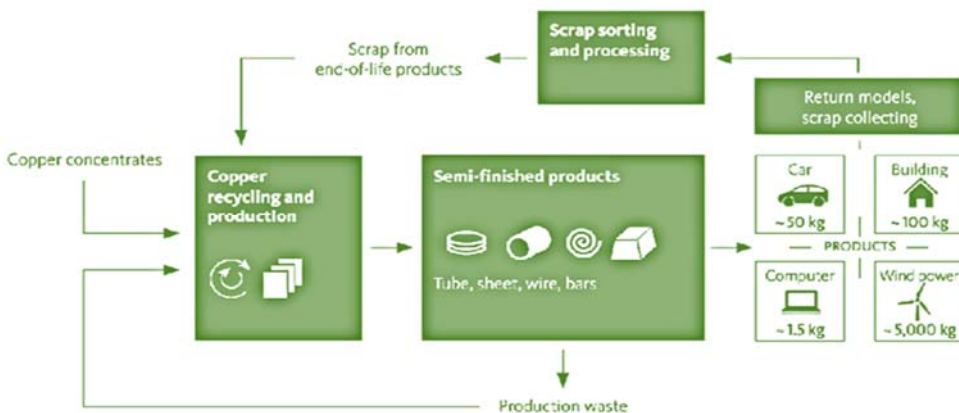 Scrap sorting
and processing
Scrap from
end-of-life products
Return models,
scrap collecting
Copper concentrates
Copper
recycling and
production
Semi-finished products
Tube, sheet, wire, bars
Car
~50 kg
Building
~100 kg
PRODUCTS
Computer
~1.5 kg
Wind power
~5,000 kg
Production waste